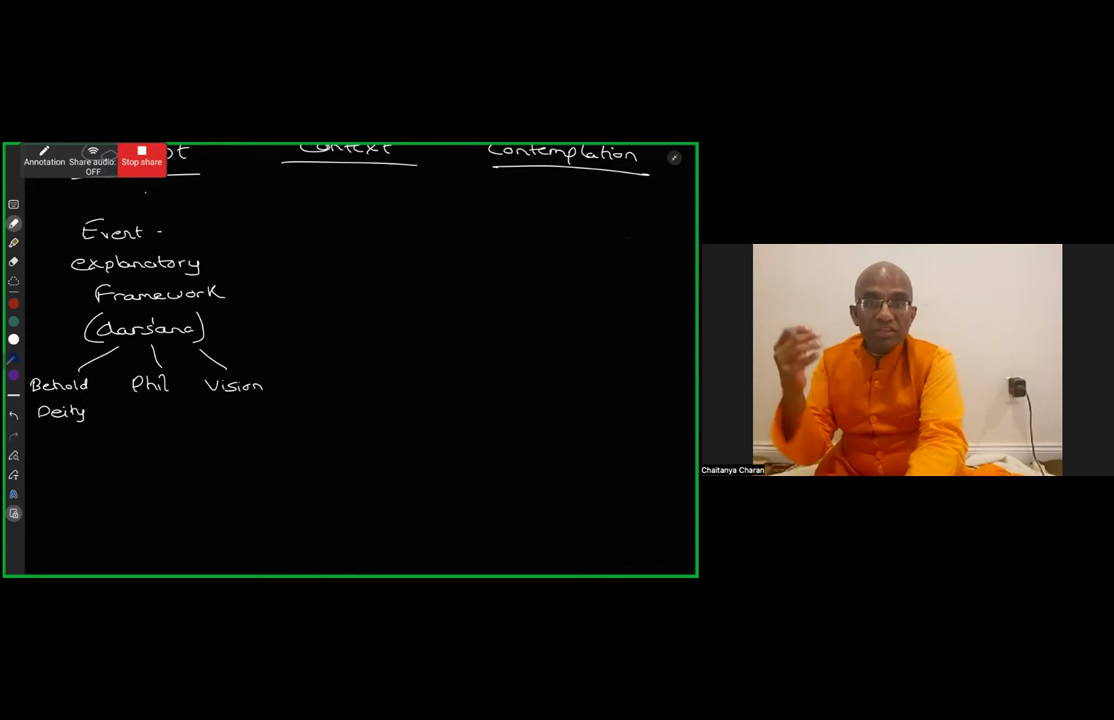 Annotation
Share audio:
OFF
Stop share
Context
Contemplation
Event -
explanatory
Framework
(darśana)
Behold
Phil
Vision
Deity
Chaitanya Charan